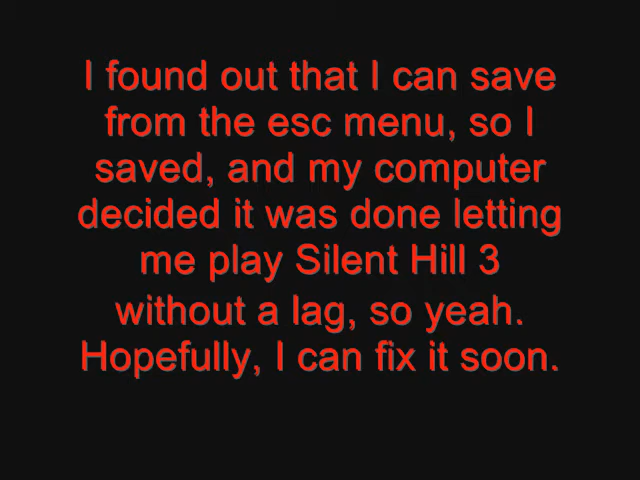 I found out that I can save
from the esc menu, so I
saved, and my computer
decided it was done letting
me play Silent Hill 3
without a lag, so yeah.
Hopefully, I can fix it soon.